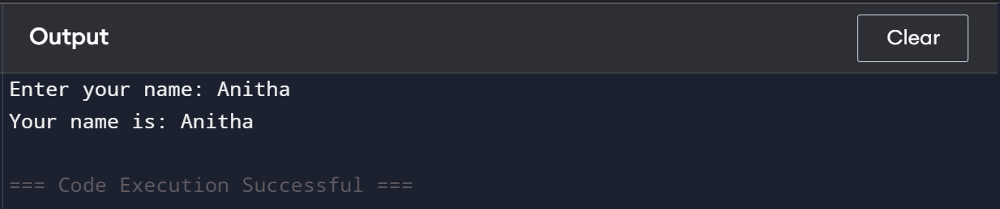 Output
Clear
Enter your name: Anitha
Your name is: Anitha
=== Code Execution Successful ===